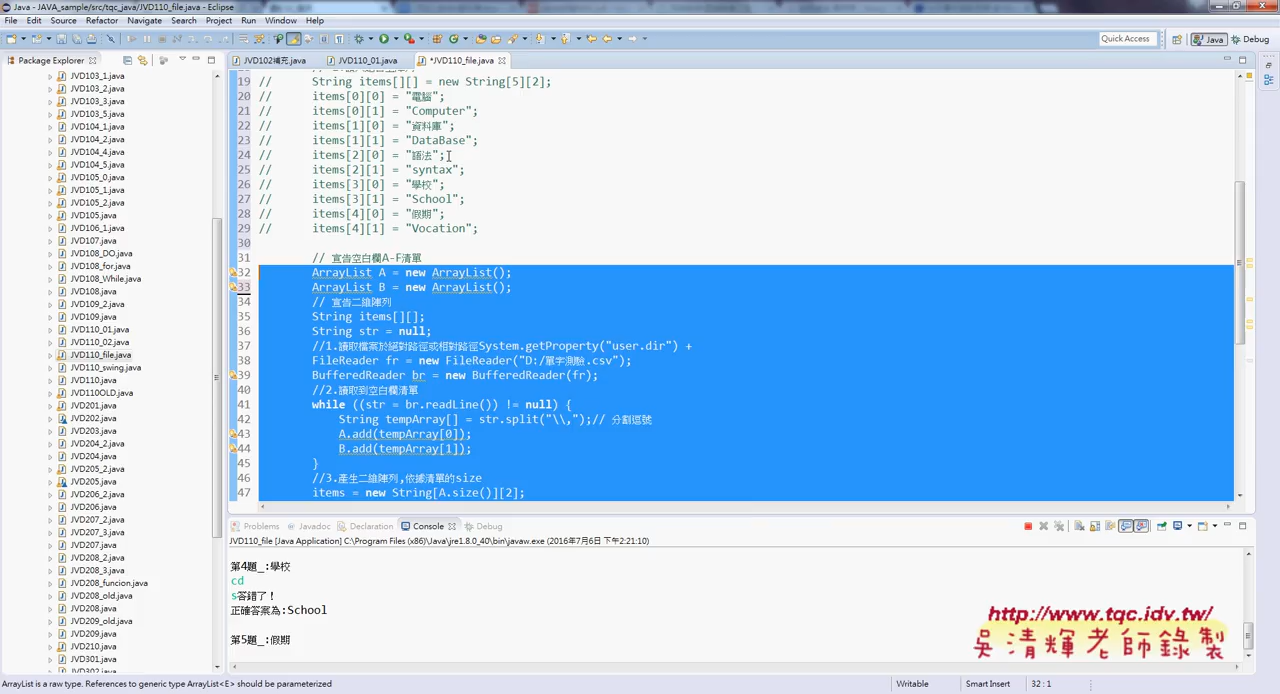 Java - JAVA_sample/src/tqc_java/JVD110_file.java - Eclipse
File Edit Source Refactor Navigate Search Project Run Window Help
Quick Access
Java
Debug
Package Explorer
JVD102補充.java
JVD110_01.java
*JVD110_file.java
JVD103_1.java
JVD103_2.java
JVD103_3.java
JVD103_5.java
JVD104_1.java
JVD104_2.java
JVD104_4.java
JVD104_5.java
JVD105_0.java
JVD105_1.java
JVD105_2.java
JVD105.java
JVD106_1.java
JVD107.java
JVD108_DO.java
JVD108_for.java
JVD108_While.java
JVD108.java
JVD109_2.java
JVD109.java
JVD110_01.java
JVD110_02.java
JVD110_file.java
JVD110_swing.java
JVD110.java
JVD110OLD.java
JVD201.java
JVD202.java
JVD203.java
JVD204_2.java
JVD204.java
JVD205_2.java
JVD205.java
JVD206_2.java
JVD206.java
JVD207_2.java
JVD207_3.java
JVD207.java
JVD208_2.java
JVD208_3.java
JVD208_funcion.java
JVD208_old.java
JVD208.java
JVD209_old.java
JVD209.java
JVD210.java
JVD301.java
19 // String items[][] = new String[5][2];
20 // items[0][0] = "電腦";
21 // items[0][1] = "Computer";
22 // items[1][0] = "資料庫";
23 // items[1][1] = "DataBase";
24 // items[2][0] = "語法";
25 // items[2][1] = "syntax";
26 // items[3][0] = "學校";
27 // items[3][1] = "School";
28 // items[4][0] = "假期";
29 // items[4][1] = "Vocation";
30
31 // 宣告空白欄A-F清單
32 ArrayList A = new ArrayList();
33 ArrayList B = new ArrayList();
34 // 宣告二維陣列
35 String items[][];
36 String str = null;
37 //1.讀取檔案於絕對路徑或相對路徑System.getProperty("user.dir") +
38 FileReader fr = new FileReader("D:/單字測驗.csv");
39 BufferedReader br = new BufferedReader(fr);
40 //2.讀取到空白欄清單
41 while ((str = br.readLine()) != null) {
42 String tempArray[] = str.split("\\,");// 分割逗號
43 A.add(tempArray[0]);
44 B.add(tempArray[1]);
45 }
46 //3.產生二維陣列,依據清單的size
47 items = new String[A.size()][2];
Problems Javadoc Declaration Console Debug
JVD110_file [Java Application] C:\Program Files (x86)\Java\jre1.8.0_40\bin\javaw.exe (2016年7月6日 下午2:21:10)
第4題_:學校
cd
s答錯了！
正確答案為:School
第5題_:假期
http://www.tqc.idv.tw/
吳清輝老師錄製
ArrayList is a raw type. References to generic type ArrayList<E> should be parameterized
Writable
Smart Insert
32 : 1